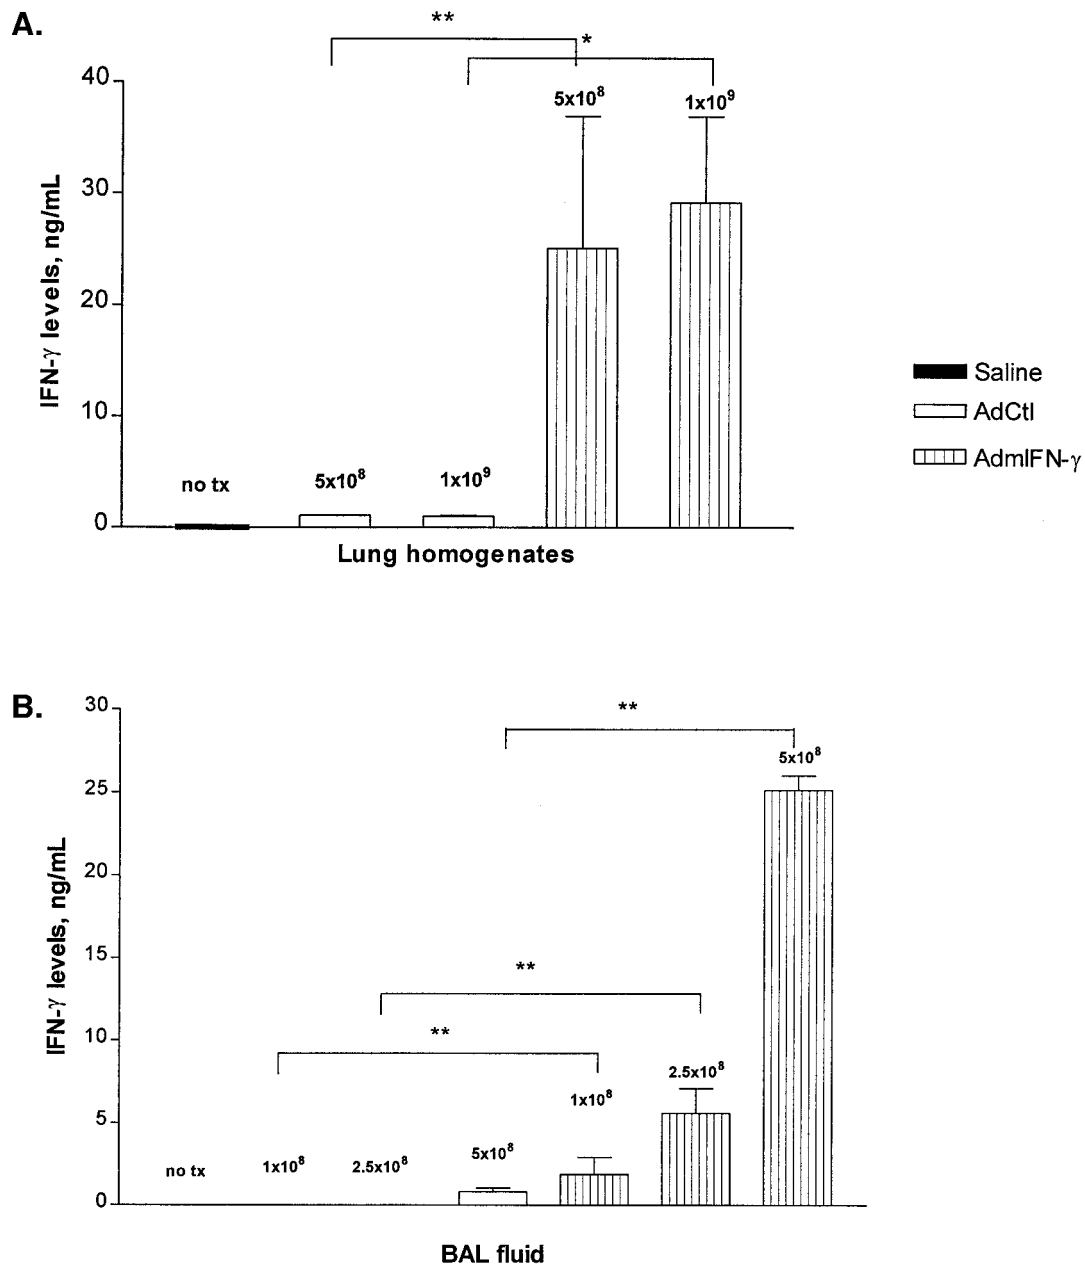 A.
**
*
40
30
20
10
0
IFN-γ levels, ng/mL
5x10⁸
1x10⁹
no tx
5x10⁸
1x10⁹
Lung homogenates
Saline
AdCtl
AdmIFN-γ
B.
30
25
20
15
10
5
0
IFN-γ levels, ng/mL
**
5x10⁸
**
**
2.5x10⁸
1x10⁸
no tx
1x10⁸
2.5x10⁸
5x10⁸
BAL fluid